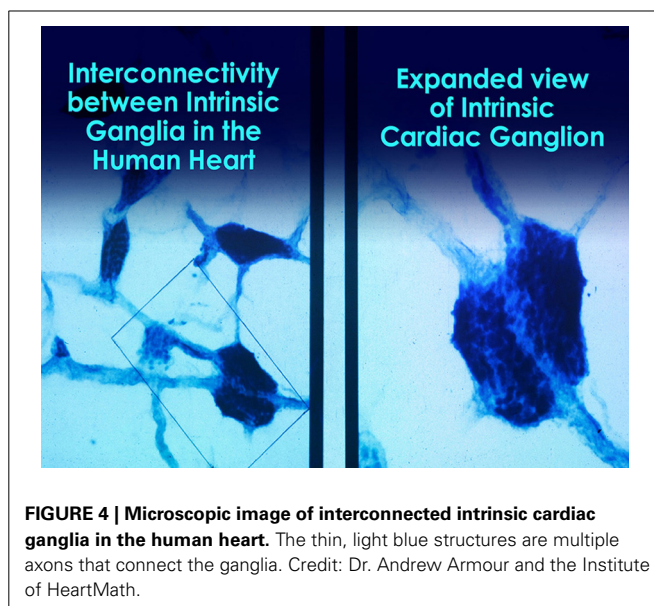 Interconnectivity
between Intrinsic
Ganglia in the
Human Heart
Expanded view
of Intrinsic
Cardiac Ganglion
FIGURE 4 | Microscopic image of interconnected intrinsic cardiac
ganglia in the human heart. The thin, light blue structures are multiple
axons that connect the ganglia. Credit: Dr. Andrew Armour and the Institute
of HeartMath.